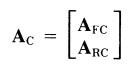 A_C = [ A_FC
A_RC ]